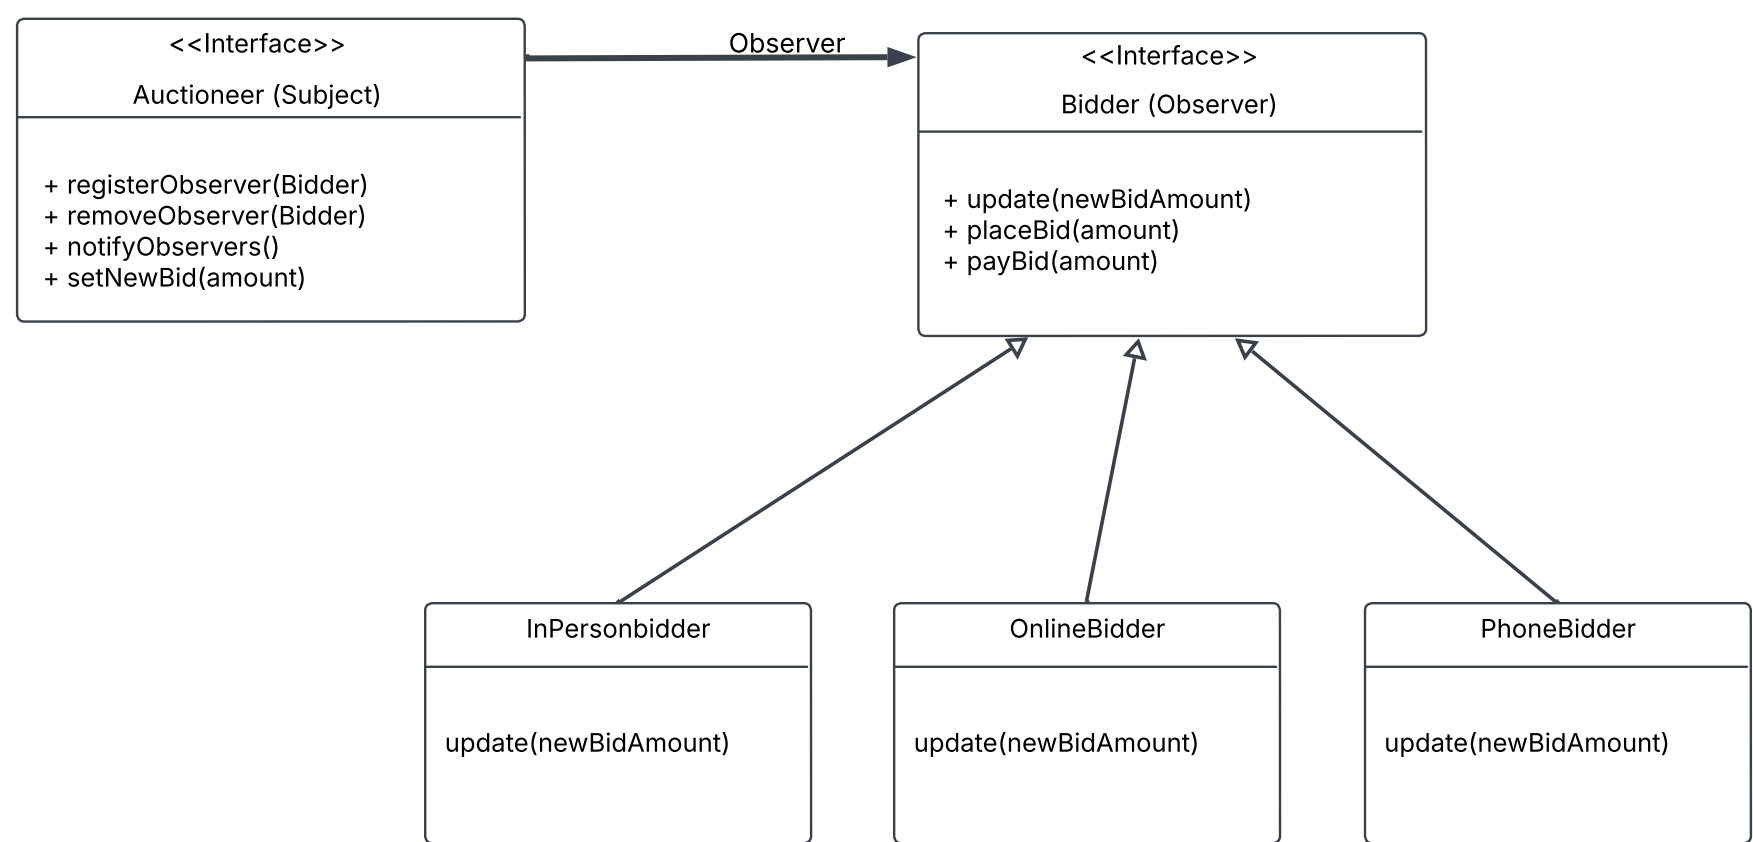 <<Interface>>
Auctioneer (Subject)
+ registerObserver(Bidder)
+ removeObserver(Bidder)
+ notifyObservers()
+ setNewBid(amount)
Observer
<<Interface>>
Bidder (Observer)
+ update(newBidAmount)
+ placeBid(amount)
+ payBid(amount)
InPersonbidder
update(newBidAmount)
OnlineBidder
update(newBidAmount)
PhoneBidder
update(newBidAmount)